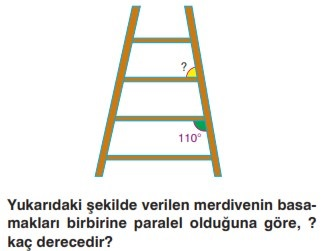 ?
110°
Yukarıdaki şekilde verilen merdivenin basa-
makları birbirine paralel olduğuna göre, ?
kaç derecedir?